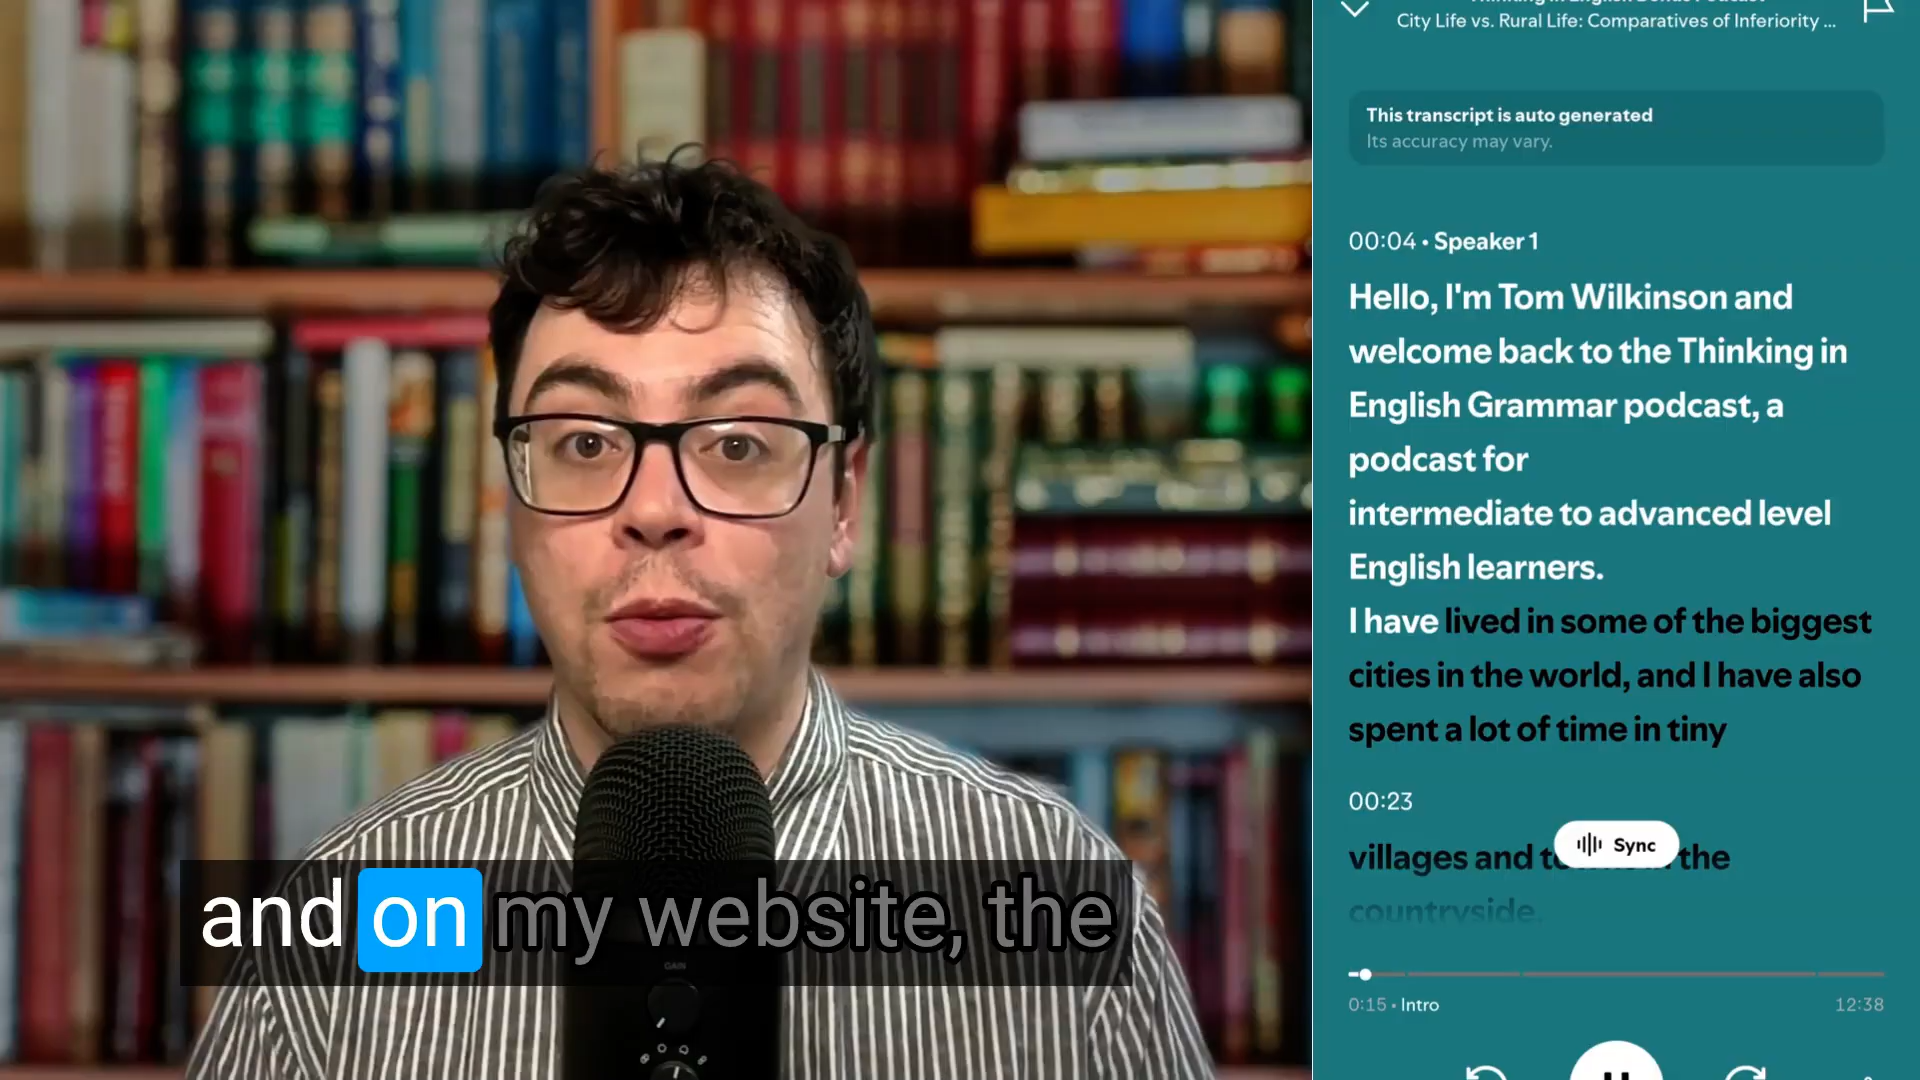 City Life vs. Rural Life: Comparatives of Inferiority ...
This transcript is auto generated
Its accuracy may vary.
00:04 • Speaker 1
Hello, I'm Tom Wilkinson and
welcome back to the Thinking in
English Grammar podcast, a
podcast for
intermediate to advanced level
English learners.
I have lived in some of the biggest
cities in the world, and I have also
spent a lot of time in tiny
00:23
villages and the
Sync
countryside.
0:15 • Intro
12:38
and on my website, the
GAIN